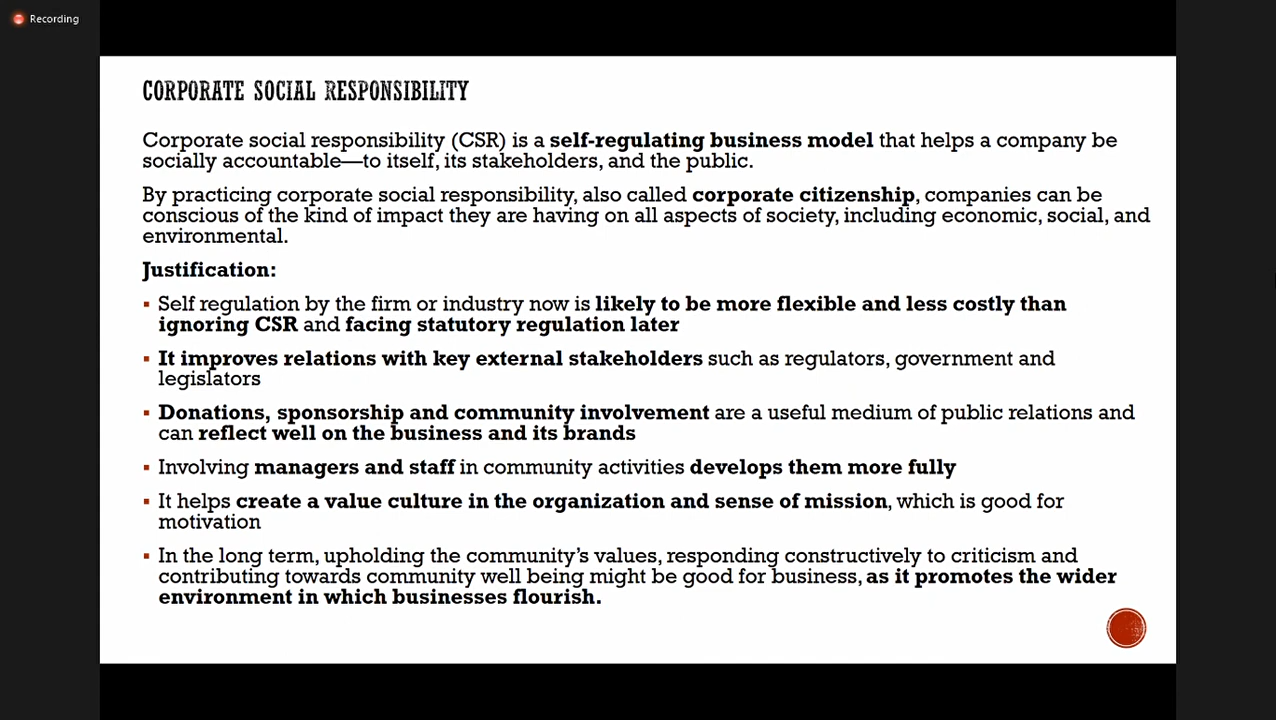 Recording
CORPORATE SOCIAL RESPONSIBILITY
Corporate social responsibility (CSR) is a self-regulating business model that helps a company be
socially accountable—to itself, its stakeholders, and the public.
By practicing corporate social responsibility, also called corporate citizenship, companies can be
conscious of the kind of impact they are having on all aspects of society, including economic, social, and
environmental.
Justification:
▪ Self regulation by the firm or industry now is likely to be more flexible and less costly than
ignoring CSR and facing statutory regulation later
▪ It improves relations with key external stakeholders such as regulators, government and
legislators
▪ Donations, sponsorship and community involvement are a useful medium of public relations and
can reflect well on the business and its brands
▪ Involving managers and staff in community activities develops them more fully
▪ It helps create a value culture in the organization and sense of mission, which is good for
motivation
▪ In the long term, upholding the community's values, responding constructively to criticism and
contributing towards community well being might be good for business, as it promotes the wider
environment in which businesses flourish.